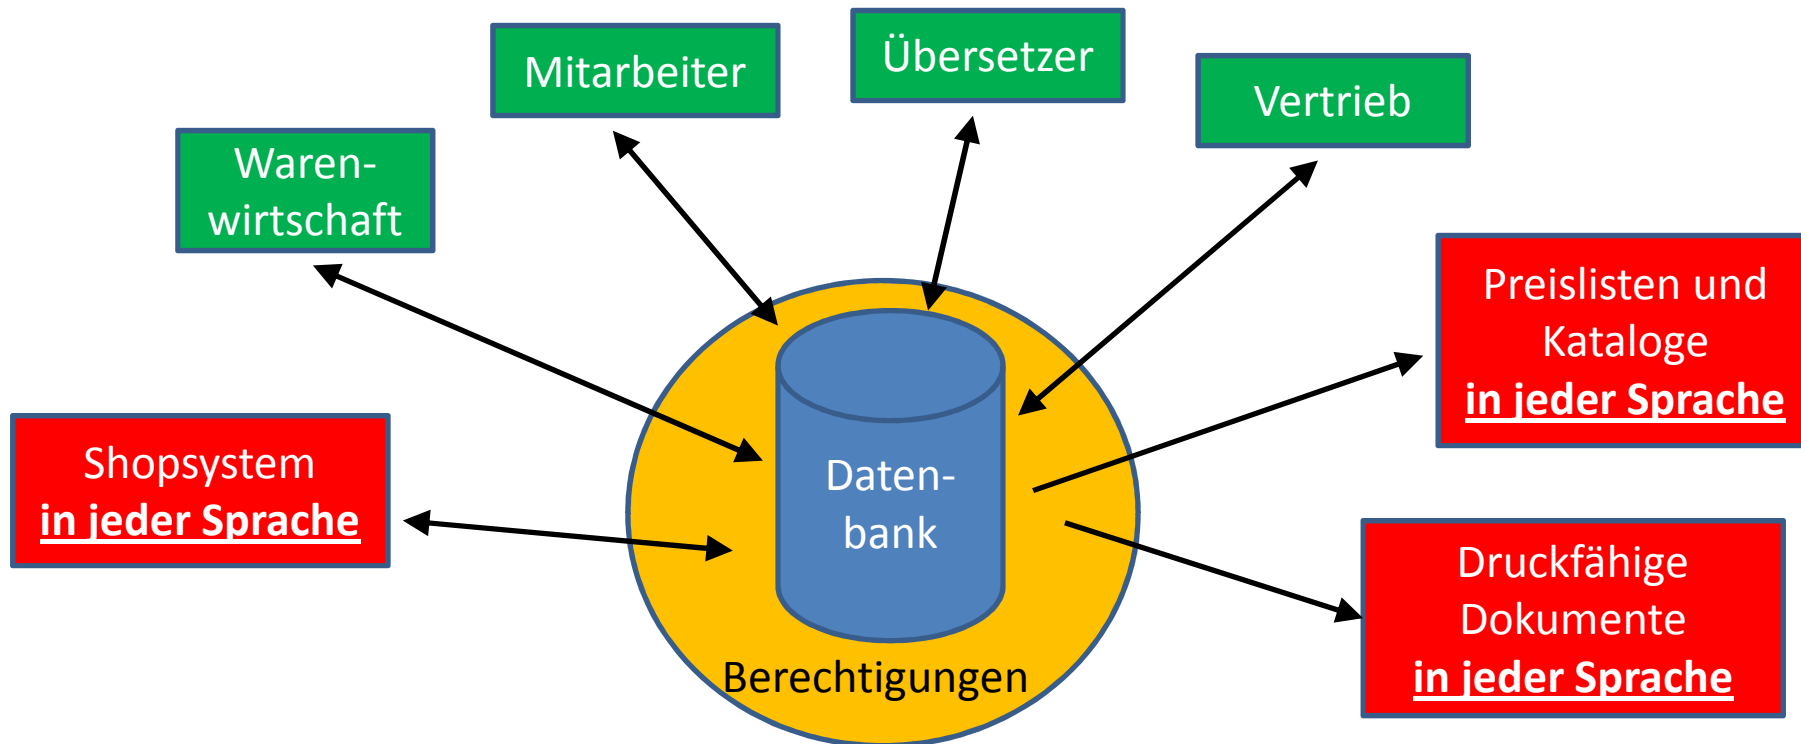 Mitarbeiter
Übersetzer
Vertrieb
Waren-
wirtschaft
Preislisten und
Kataloge
in jeder Sprache
Shopsystem
in jeder Sprache
Daten-
bank
Berechtigungen
Druckfähige
Dokumente
in jeder Sprache